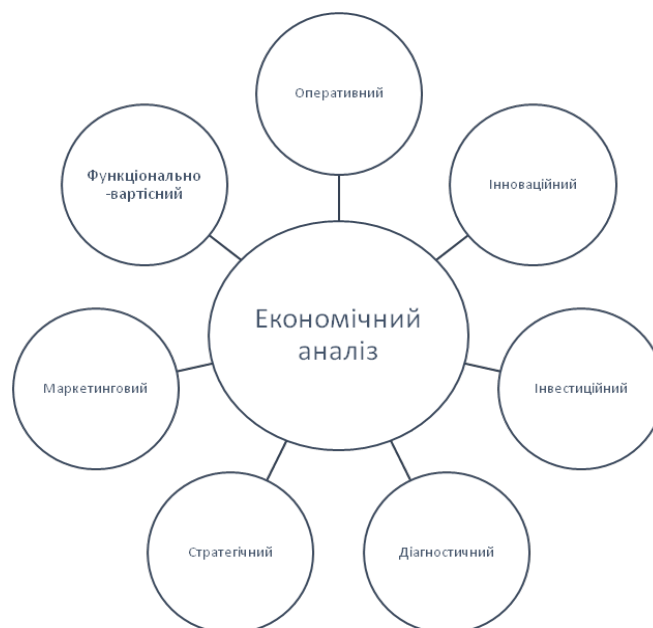 Оперативний
Функціонально
-вартісний
Інноваційний
Економічний
аналіз
Маркетинговий
Інвестиційний
Стратегічний
Діагностичний